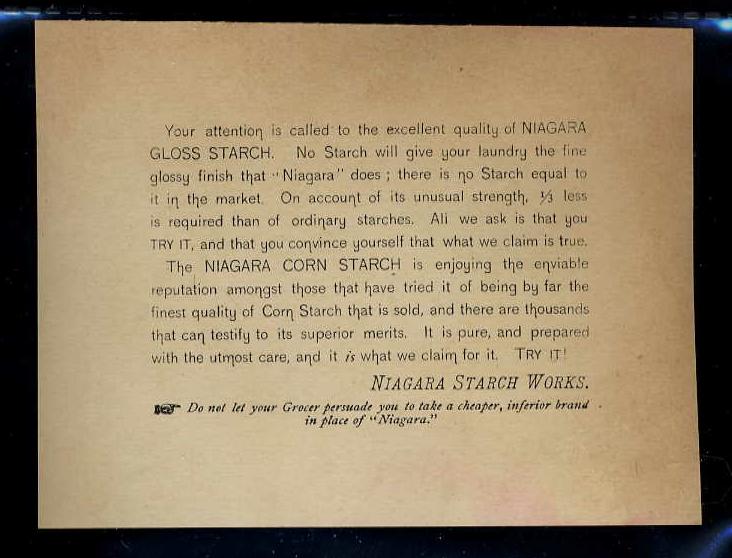 Your attention is called to the excellent quality of NIAGARA
GLOSS STARCH. No Starch will give your laundry the fine
glossy finish that "Niagara" does; there is no Starch equal to
it in the market. On account of its unusual strength, ⅓ less
is required than of ordinary starches. All we ask is that you
TRY IT, and that you convince yourself that what we claim is true.
The NIAGARA CORN STARCH is enjoying the enviable
reputation amongst those that have tried it of being by far the
finest quality of Corn Starch that is sold, and there are thousands
that can testify to its superior merits. It is pure, and prepared
with the utmost care, and it is what we claim for it. TRY IT!
NIAGARA STARCH WORKS.
☞ Do not let your Grocer persuade you to take a cheaper, inferior brand
in place of "Niagara."